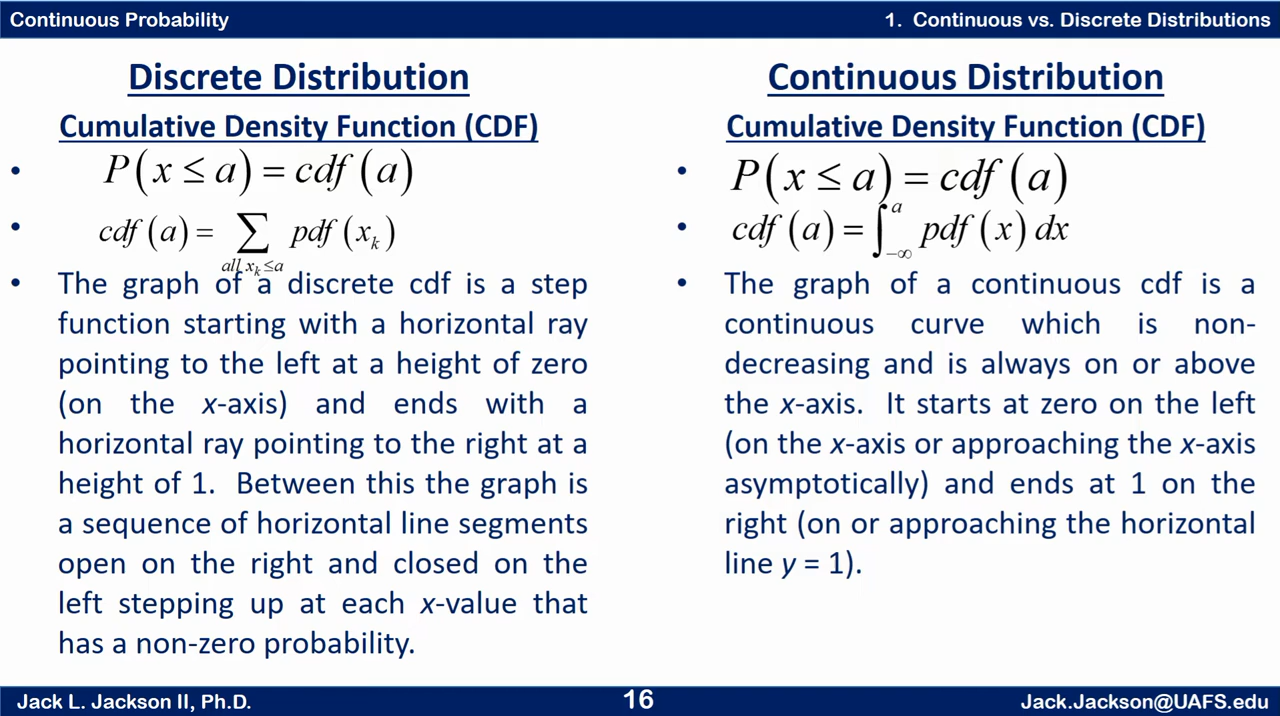 Continuous Probability
1. Continuous vs. Discrete Distributions
Discrete Distribution
Cumulative Density Function (CDF)
• P(x ≤ a) = cdf(a)
• cdf(a) = ∑ pdf(x_k)
all x_k ≤ a
• The graph of a discrete cdf is a step
function starting with a horizontal ray
pointing to the left at a height of zero
(on the x-axis) and ends with a
horizontal ray pointing to the right at a
height of 1. Between this the graph is
a sequence of horizontal line segments
open on the right and closed on the
left stepping up at each x-value that
has a non-zero probability.
Continuous Distribution
Cumulative Density Function (CDF)
• P(x ≤ a) = cdf(a)
• cdf(a) = ∫_{-∞}^{a} pdf(x) dx
• The graph of a continuous cdf is a
continuous curve which is non-
decreasing and is always on or above
the x-axis. It starts at zero on the left
(on the x-axis or approaching the x-axis
asymptotically) and ends at 1 on the
right (on or approaching the horizontal
line y = 1).
Jack L. Jackson II, Ph.D.
16
Jack.Jackson@UAFS.edu